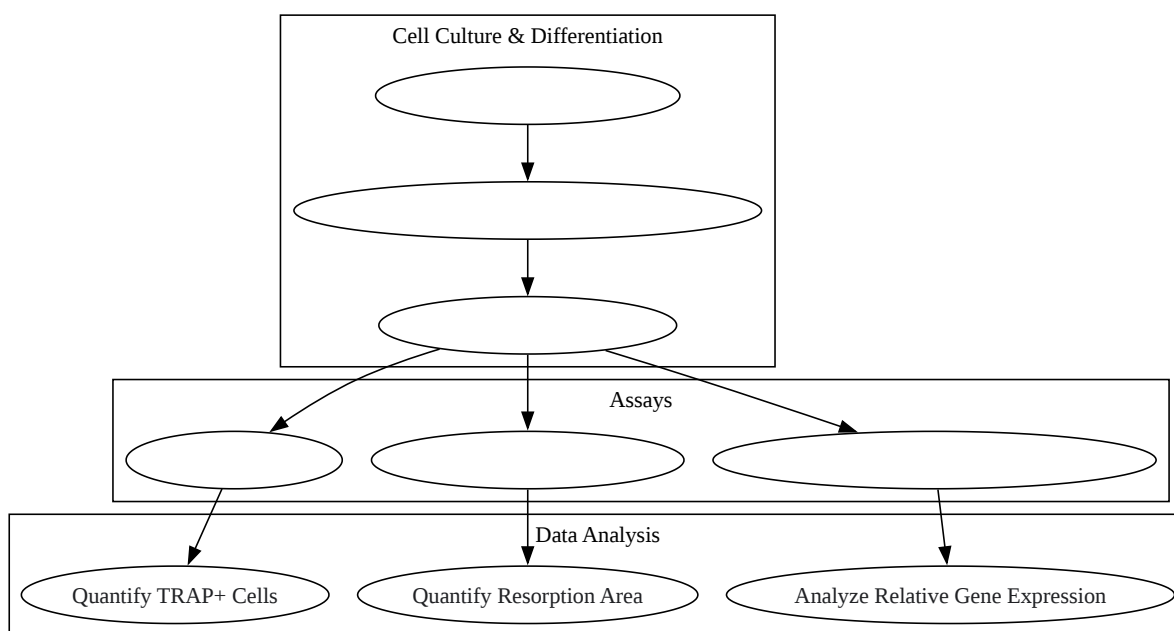 Cell Culture & Differentiation
Assays
Data Analysis
Quantify TRAP+ Cells
Quantify Resorption Area
Analyze Relative Gene Expression